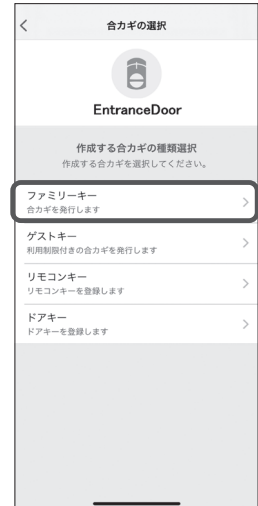 合カギの選択
EntranceDoor
作成する合カギの種類選択
作成する合カギを選択してください。
ファミリーキー
合カギを発行します
ゲストキー
利用制限付きの合カギを発行します
リモコンキー
リモコンキーを登録します
ドアキー
ドアキーを登録します